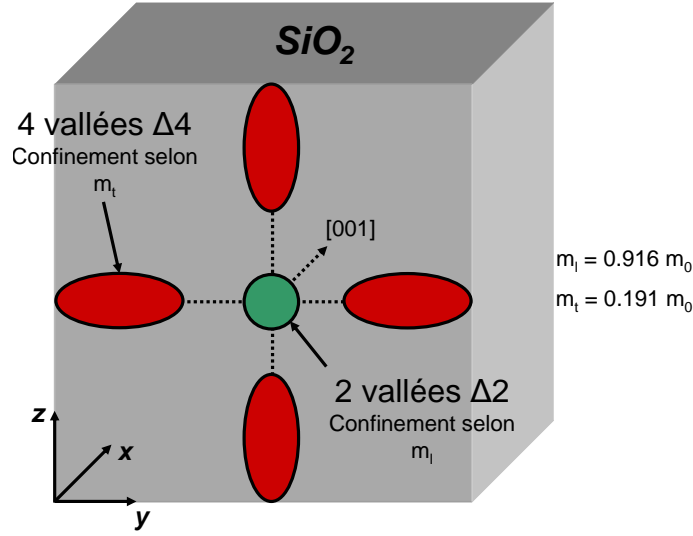 SiO₂
4 vallées Δ4
Confinement selon
mₜ
[001]
mₗ = 0.916 m₀
mₜ = 0.191 m₀
2 vallées Δ2
Confinement selon
mₗ
z
x
y